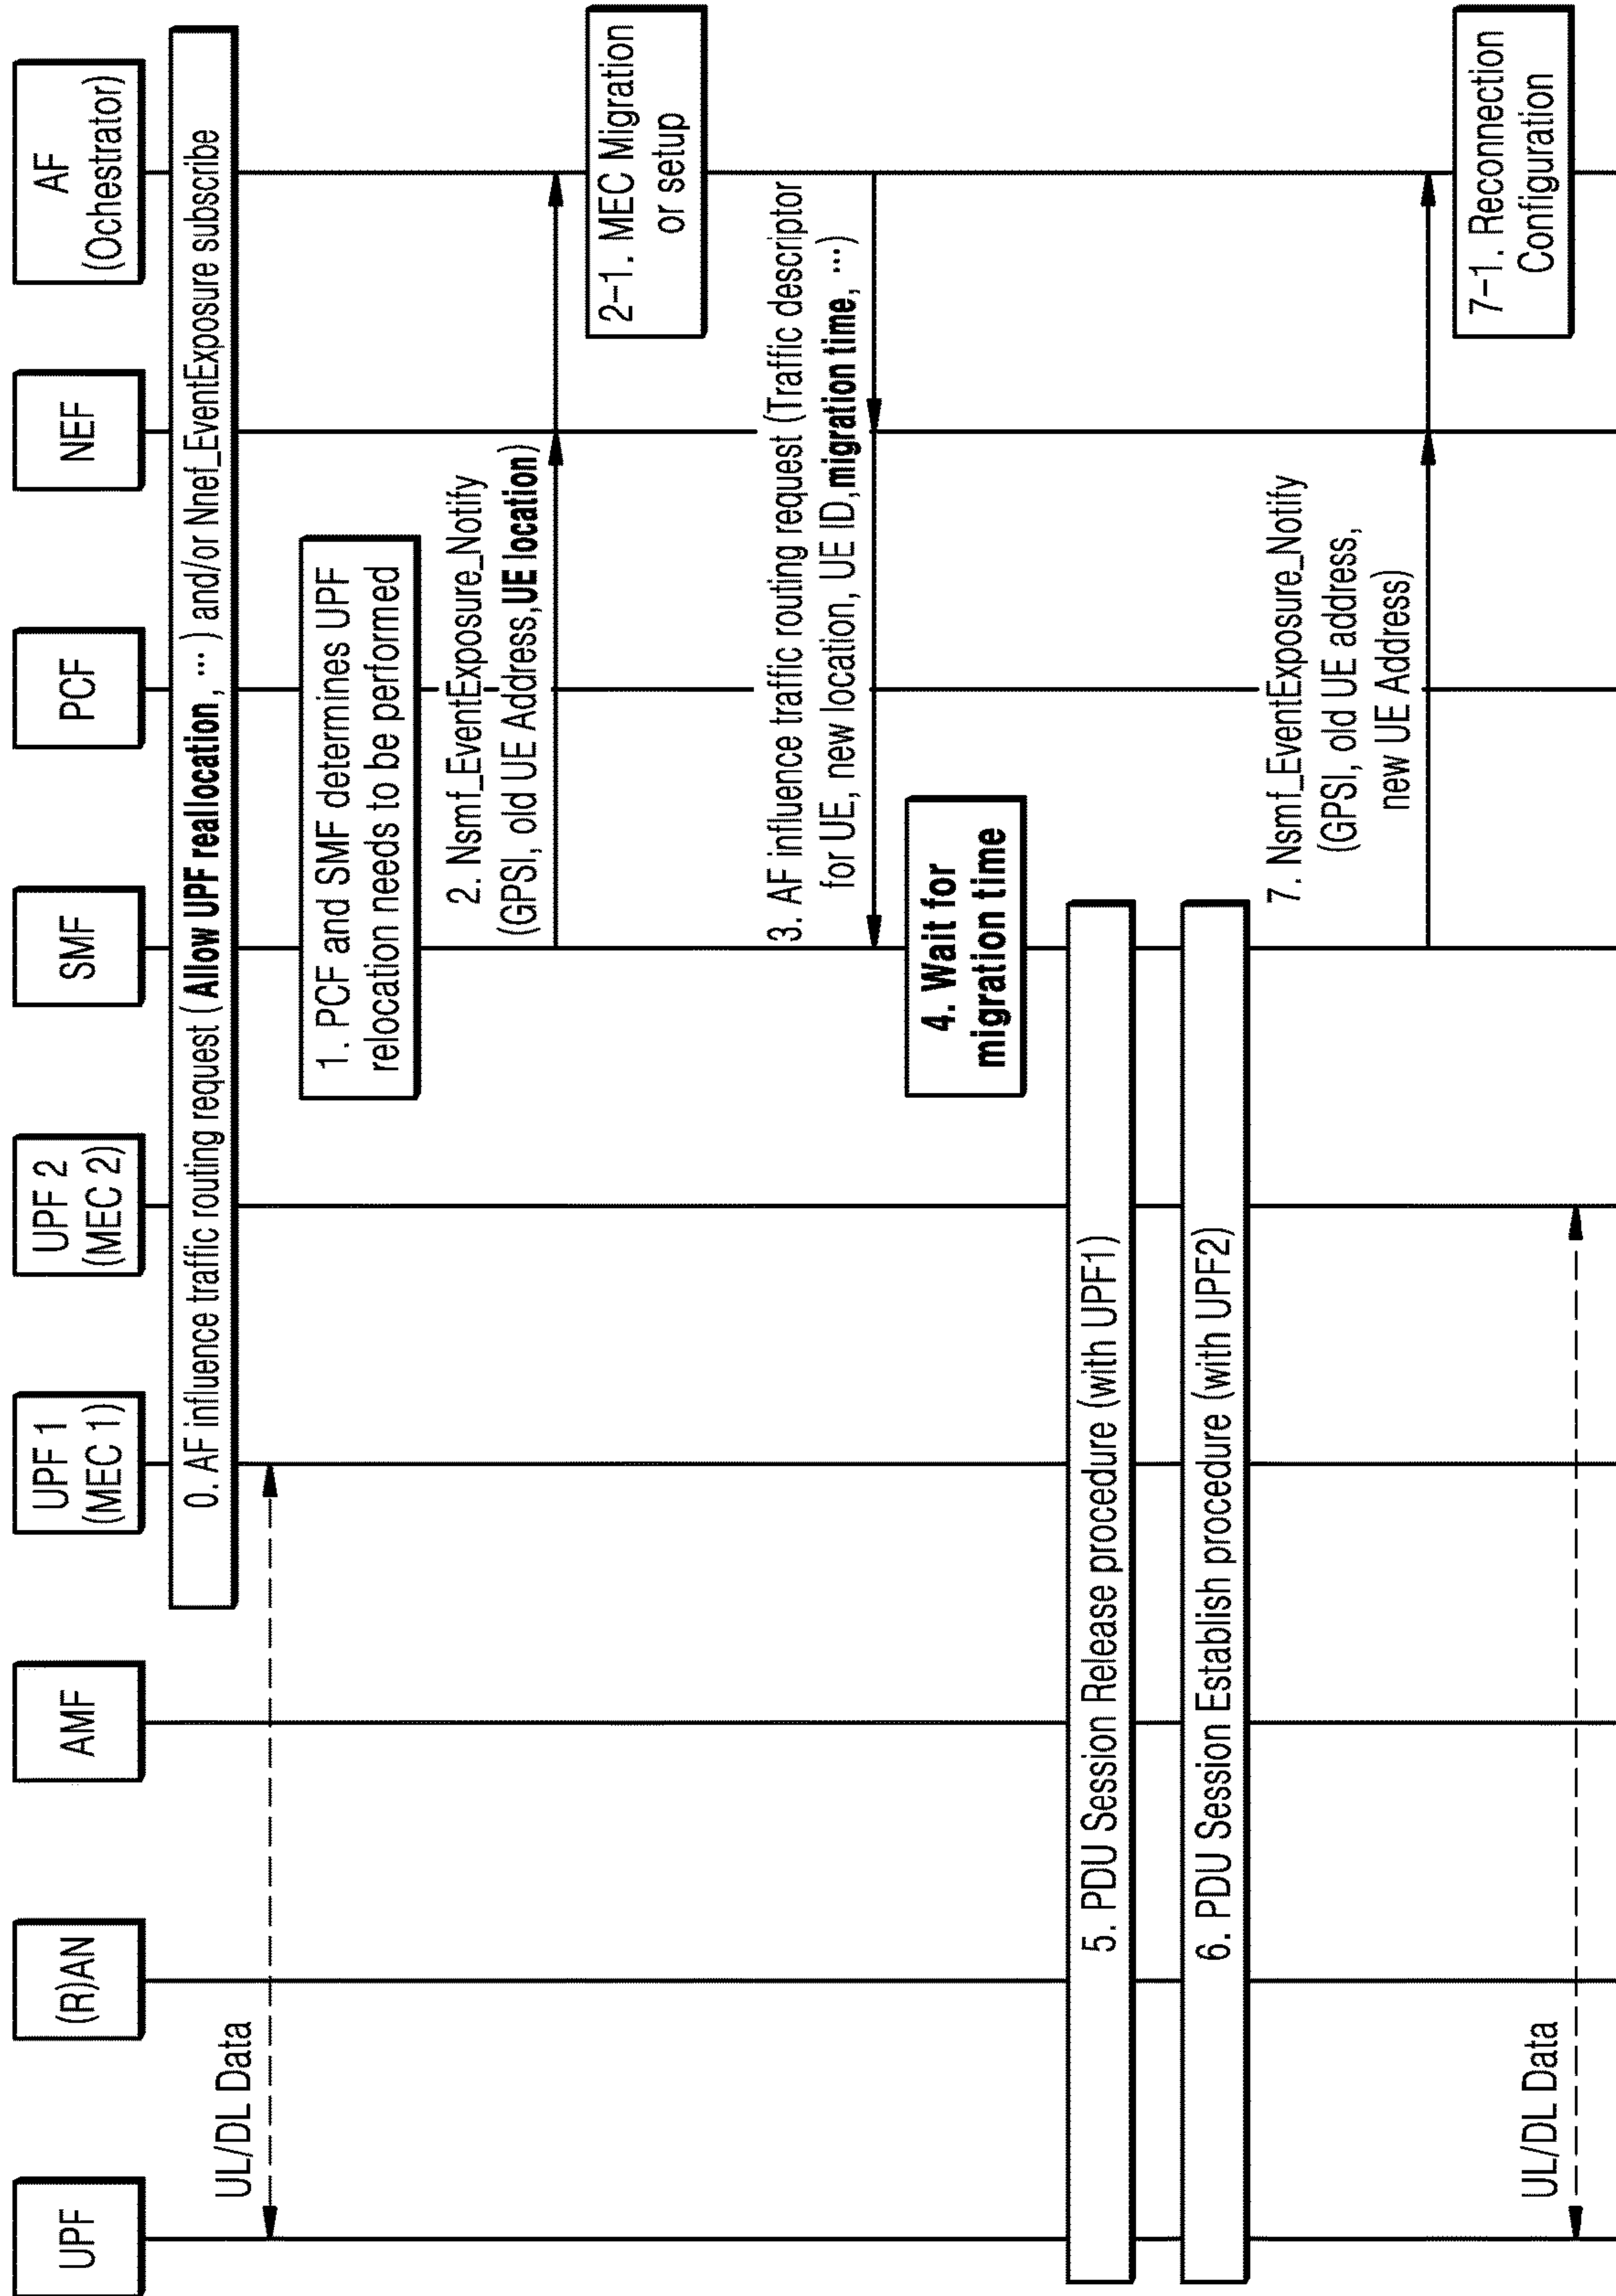 UPF
(R)AN
AMF
UPF 1
(MEC 1)
UPF 2
(MEC 2)
SMF
PCF
NEF
AF
(Ochestrator)
0. AF influence traffic routing request (Allow UPF reallocation, ⋯) and/or Nnef_EventExposure subscribe
UL/DL Data
1. PCF and SMF determines UPF
relocation needs to be performed
2. Nsmf_EventExposure_Notify
(GPSI, old UE Address,UE location)
2-1. MEC Migration
or setup
3. AF influence traffic routing request (Traffic descriptor
for UE, new location, UE ID,migration time, ⋯)
4. Wait for
migration time
5. PDU Session Release procedure (with UPF1)
6. PDU Session Establish procedure (with UPF2)
7. Nsmf_EventExposure_Notify
(GPSI, old UE address,
new UE Address)
7-1. Reconnection
Configuration
UL/DL Data